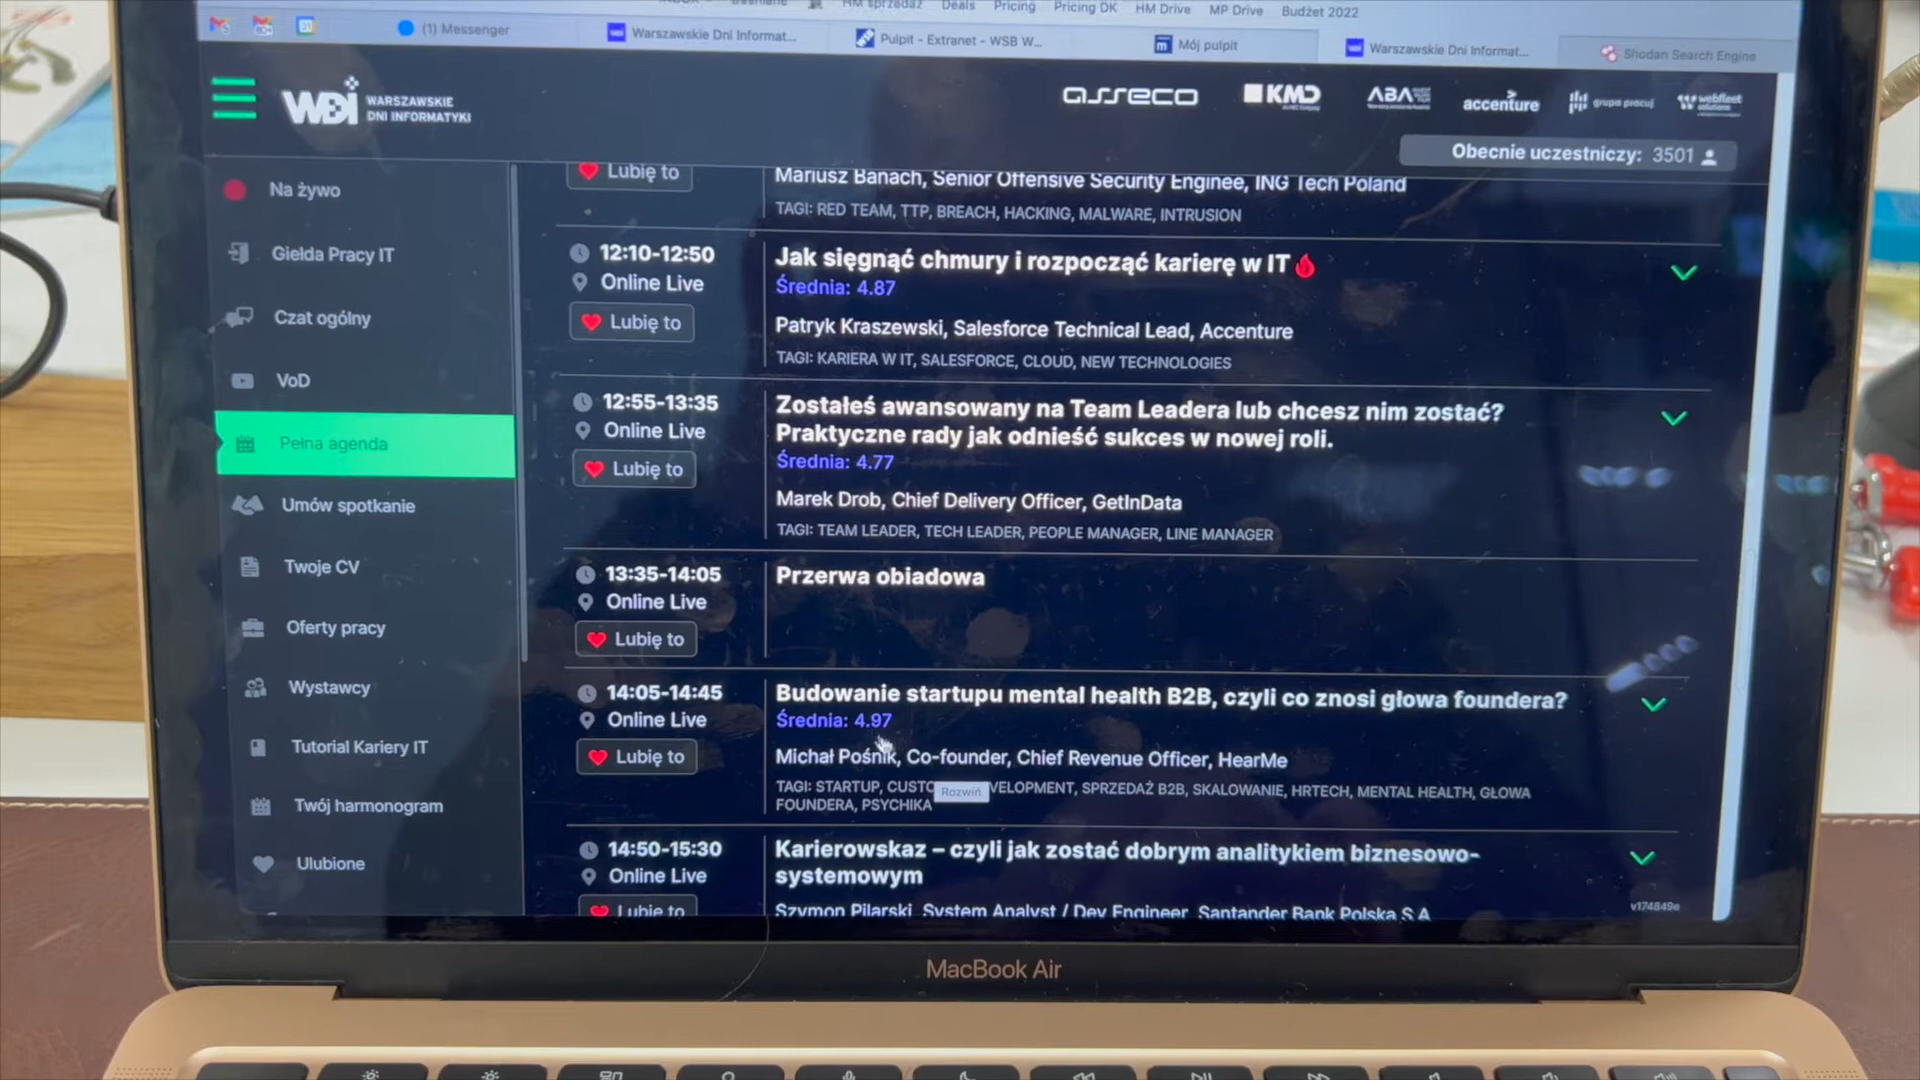 HM sprzedaż Deals Pricing Pricing DK HM Drive MP Drive Budżet 2022
(1) Messenger
Warszawskie Dni Informat...
Pulpit - Extranet - WSB W...
Mój pulpit
Warszawskie Dni Informat...
Shodan Search Engine
WDI WARSZAWSKIE
DNI INFORMATYKI
asseco
KMD
ABA
accenture
grupa pracuj
webfleet
solutions
Obecnie uczestniczy: 3501
Na żywo
Giełda Pracy IT
Czat ogólny
VoD
Pełna agenda
Umów spotkanie
Twoje CV
Oferty pracy
Wystawcy
Tutorial Kariery IT
Twój harmonogram
Ulubione
Lubię to
Mariusz Banach, Senior Offensive Security Enginee, ING Tech Poland
TAGI: RED TEAM, TTP, BREACH, HACKING, MALWARE, INTRUSION
12:10-12:50
Online Live
Lubię to
Jak sięgnąć chmury i rozpocząć karierę w IT
Średnia: 4.87
Patryk Kraszewski, Salesforce Technical Lead, Accenture
TAGI: KARIERA W IT, SALESFORCE, CLOUD, NEW TECHNOLOGIES
12:55-13:35
Online Live
Lubię to
Zostałeś awansowany na Team Leadera lub chcesz nim zostać?
Praktyczne rady jak odnieść sukces w nowej roli.
Średnia: 4.77
Marek Drob, Chief Delivery Officer, GetInData
TAGI: TEAM LEADER, TECH LEADER, PEOPLE MANAGER, LINE MANAGER
13:35-14:05
Online Live
Lubię to
Przerwa obiadowa
14:05-14:45
Online Live
Lubię to
Budowanie startupu mental health B2B, czyli co znosi głowa foundera?
Średnia: 4.97
Michał Pośnik, Co-founder, Chief Revenue Officer, HearMe
TAGI: STARTUP, CUSTO VELOPMENT, SPRZEDAŻ B2B, SKALOWANIE, HRTECH, MENTAL HEALTH, GŁOWA
FOUNDERA, PSYCHIKA
Rozwiń
14:50-15:30
Online Live
Lubię to
Karierowskaz – czyli jak zostać dobrym analitykiem biznesowo-
systemowym
Szymon Pilarski, System Analyst / Dev Engineer, Santander Bank Polska S.A.
v174849e
MacBook Air